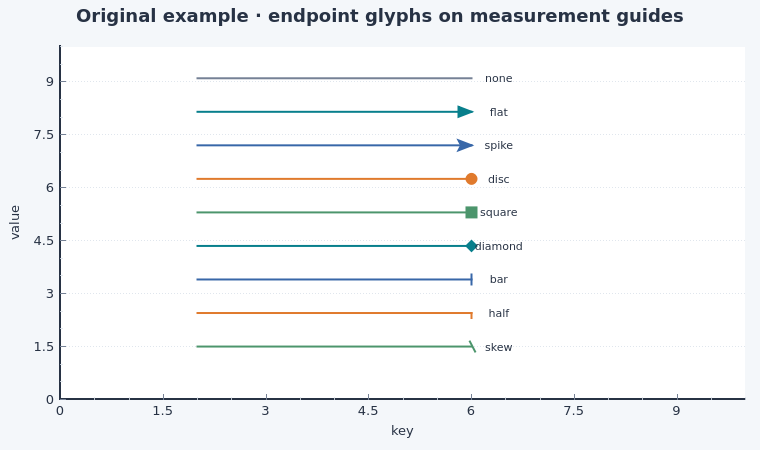 Original example · endpoint glyphs on measurement guides
9
7.5
6
4.5
3
1.5
0
value
none
flat
spike
disc
square
diamond
bar
half
skew
0 1.5 3 4.5 6 7.5 9
key